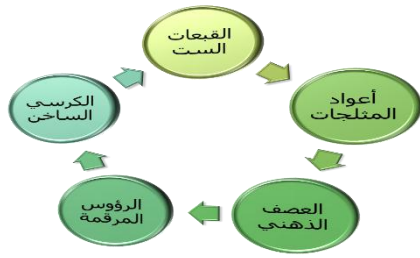 القبعات
الست
أعواد
المثلجات
العصف
الذهني
الرؤوس
المرقمة
الكرسي
الساخن